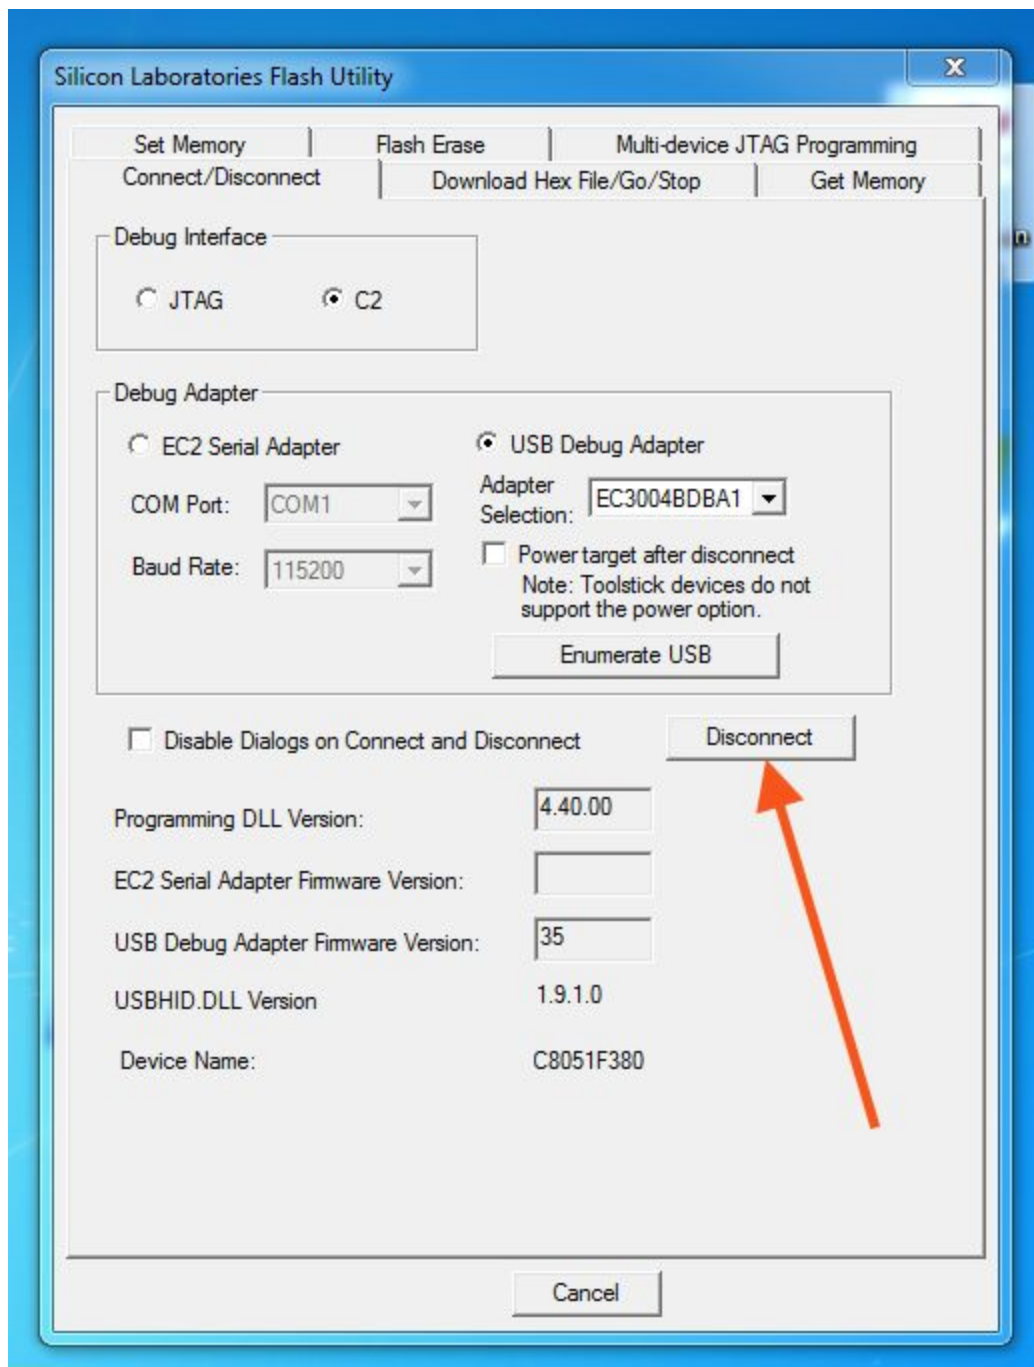 Silicon Laboratories Flash Utility
X
Set Memory
Flash Erase
Multi-device JTAG Programming
Connect/Disconnect
Download Hex File/Go/Stop
Get Memory
Debug Interface
JTAG
C2
Debug Adapter
EC2 Serial Adapter
USB Debug Adapter
COM Port:
COM1
Adapter
Selection:
EC3004BDBA1
Baud Rate:
115200
Power target after disconnect
Note: Toolstick devices do not
support the power option.
Enumerate USB
Disable Dialogs on Connect and Disconnect
Disconnect
Programming DLL Version:
4.40.00
EC2 Serial Adapter Firmware Version:
USB Debug Adapter Firmware Version:
35
USBHID.DLL Version
1.9.1.0
Device Name:
C8051F380
Cancel